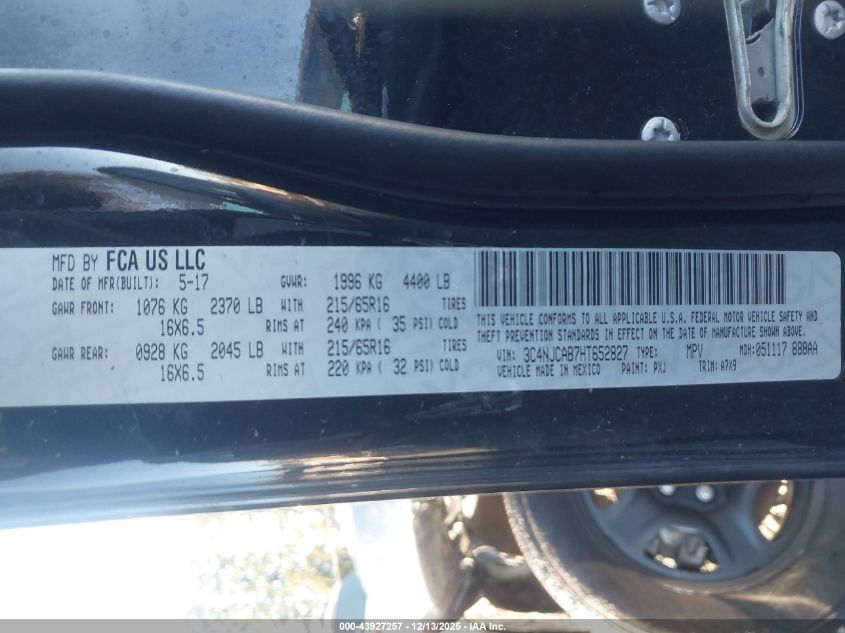 MFD BY FCA US LLC
DATE OF MFR(BUILT): 5-17 GVWR: 1996 KG 4400 LB
GAWR FRONT: 1076 KG 2370 LB WITH 215/65R16 TIRES
16X6.5 RIMS AT 240 KPA ( 35 PSI) COLD
GAWR REAR: 0928 KG 2045 LB WITH 215/65R16 TIRES
16X6.5 RIMS AT 220 KPA ( 32 PSI) COLD
THIS VEHICLE CONFORMS TO ALL APPLICABLE U.S.A. FEDERAL MOTOR VEHICLE SAFETY AND
THEFT PREVENTION STANDARDS IN EFFECT ON THE DATE OF MANUFACTURE SHOWN ABOVE.
VIN: 3C4NJCAB7HT652827 TYPE: MPV MDH: 051117 888AA
VEHICLE MADE IN MEXICO PAINT: PXJ TRIM: A7X9
000-43927257 - 12/13/2025 - IAA Inc.